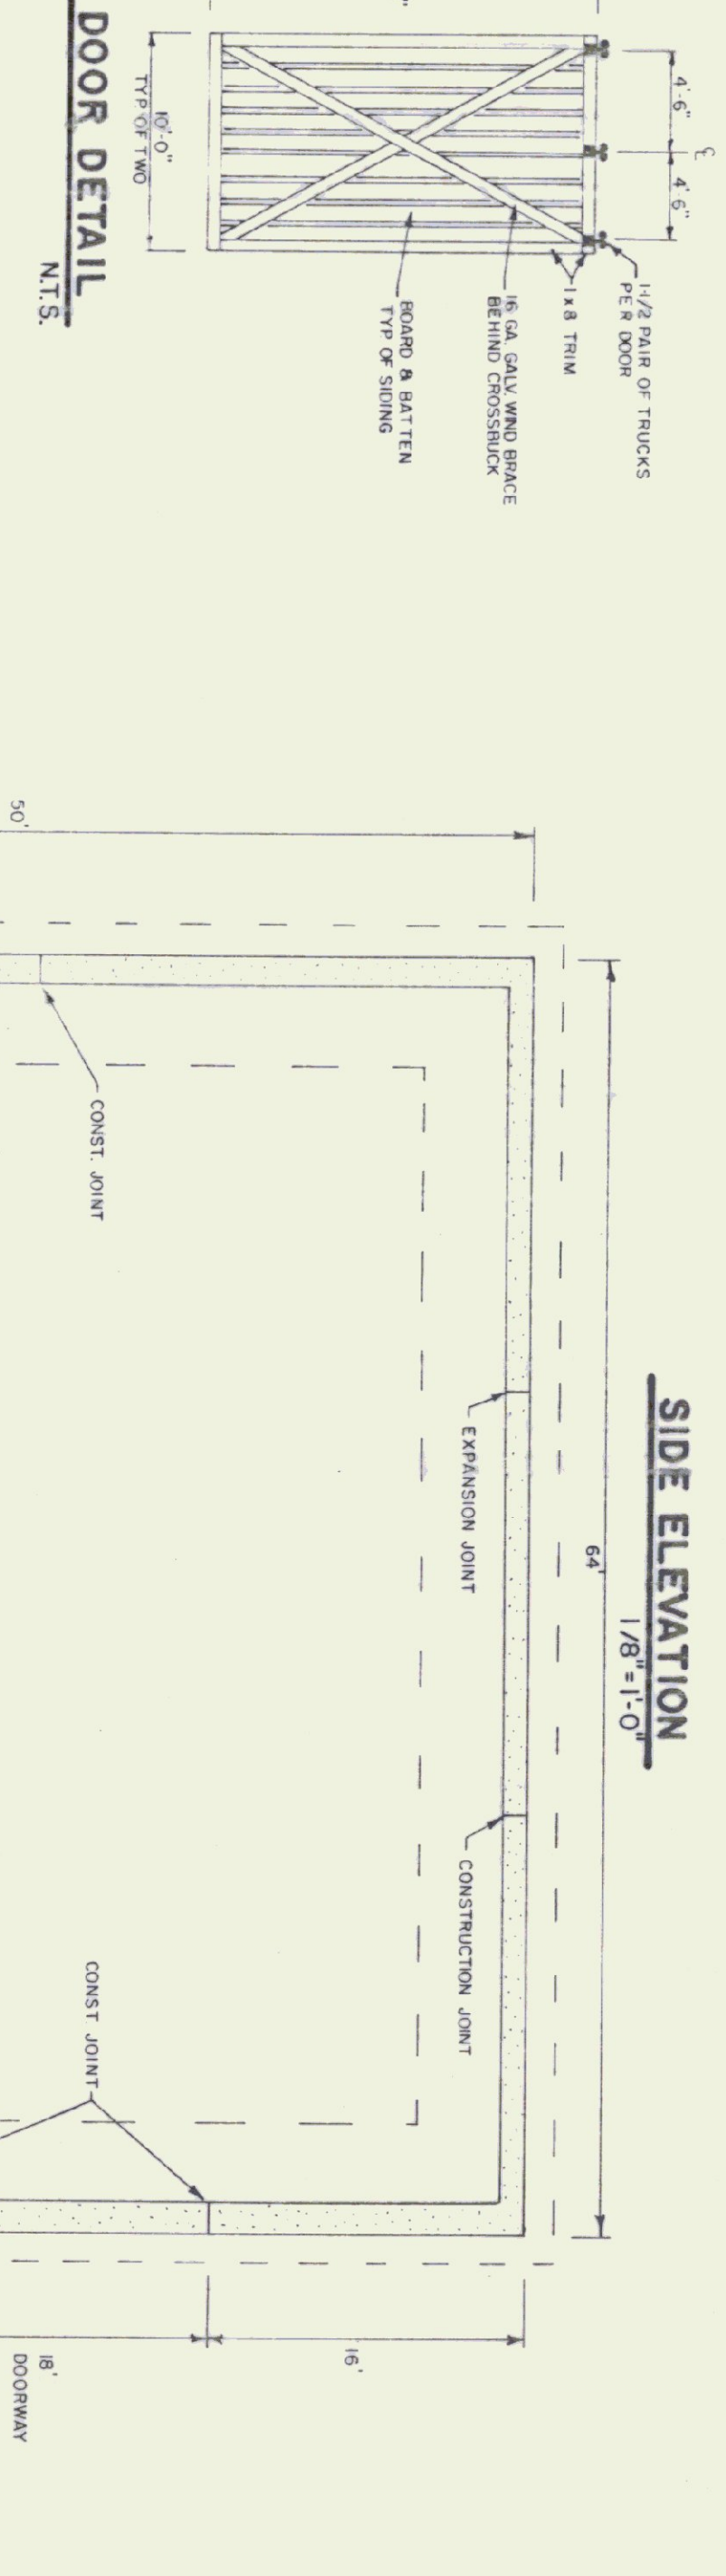 4'-6"
4'-6"
℄
1-1/2 PAIR OF TRUCKS
PER DOOR
1 x 8 TRIM
16 GA. GALV. WIND BRACE
BEHIND CROSSBUCK
BOARD & BATTEN
TYP OF SIDING
10'-0"
TYP OF TWO
DOOR DETAIL
N.T.S.
SIDE ELEVATION
1/8" = 1'-0"
64'
50'
EXPANSION JOINT
CONSTRUCTION JOINT
CONST. JOINT
CONST JOINT
16'
18'
DOORWAY